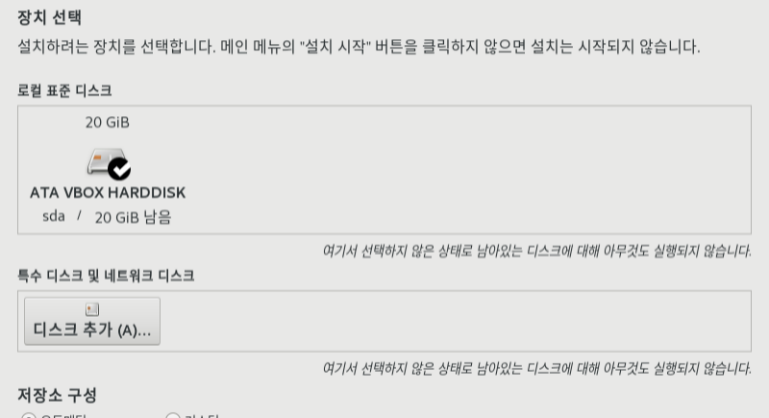 장치 선택
설치하려는 장치를 선택합니다. 메인 메뉴의 "설치 시작" 버튼을 클릭하지 않으면 설치는 시작되지 않습니다.
로컬 표준 디스크
20 GiB
ATA VBOX HARDDISK
sda / 20 GiB 남음
여기서 선택하지 않은 상태로 남아있는 디스크에 대해 아무것도 실행되지 않습니다.
특수 디스크 및 네트워크 디스크
디스크 추가 (A)...
여기서 선택하지 않은 상태로 남아있는 디스크에 대해 아무것도 실행되지 않습니다.
저장소 구성